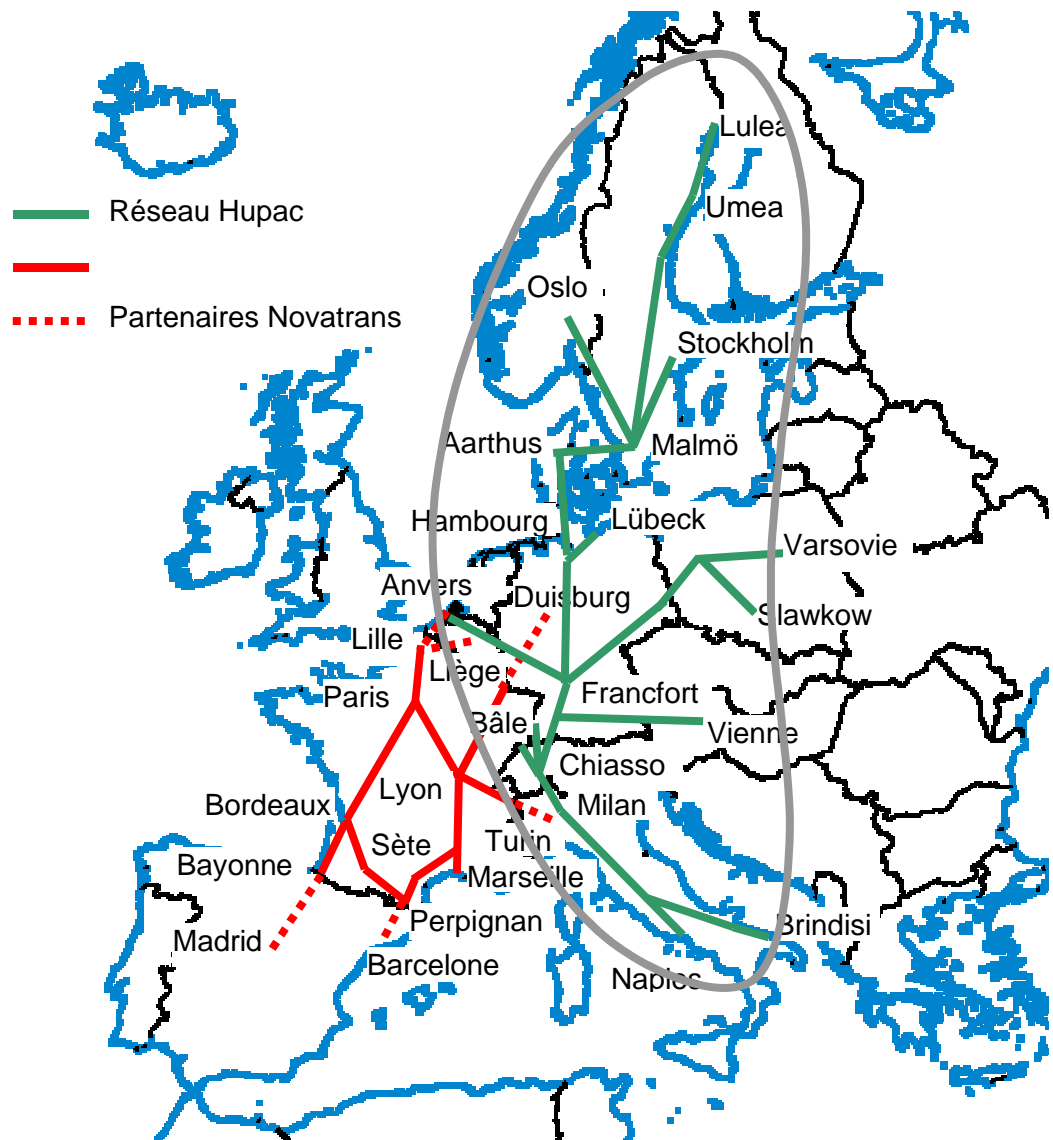 Lulea
Réseau Hupac
Umea
Oslo
Partenaires Novatrans
Stockholm
Aarthus
Malmö
Hambourg
Lübeck
Varsovie
Anvers
Duisburg
Slawkow
Lille
Liège
Paris
Francfort
Bâle
Vienne
Chiasso
Lyon
Milan
Bordeaux
Sètе
Turin
Bayonne
Marseille
Perpignan
Brindisi
Madrid
Barcelone
Naples